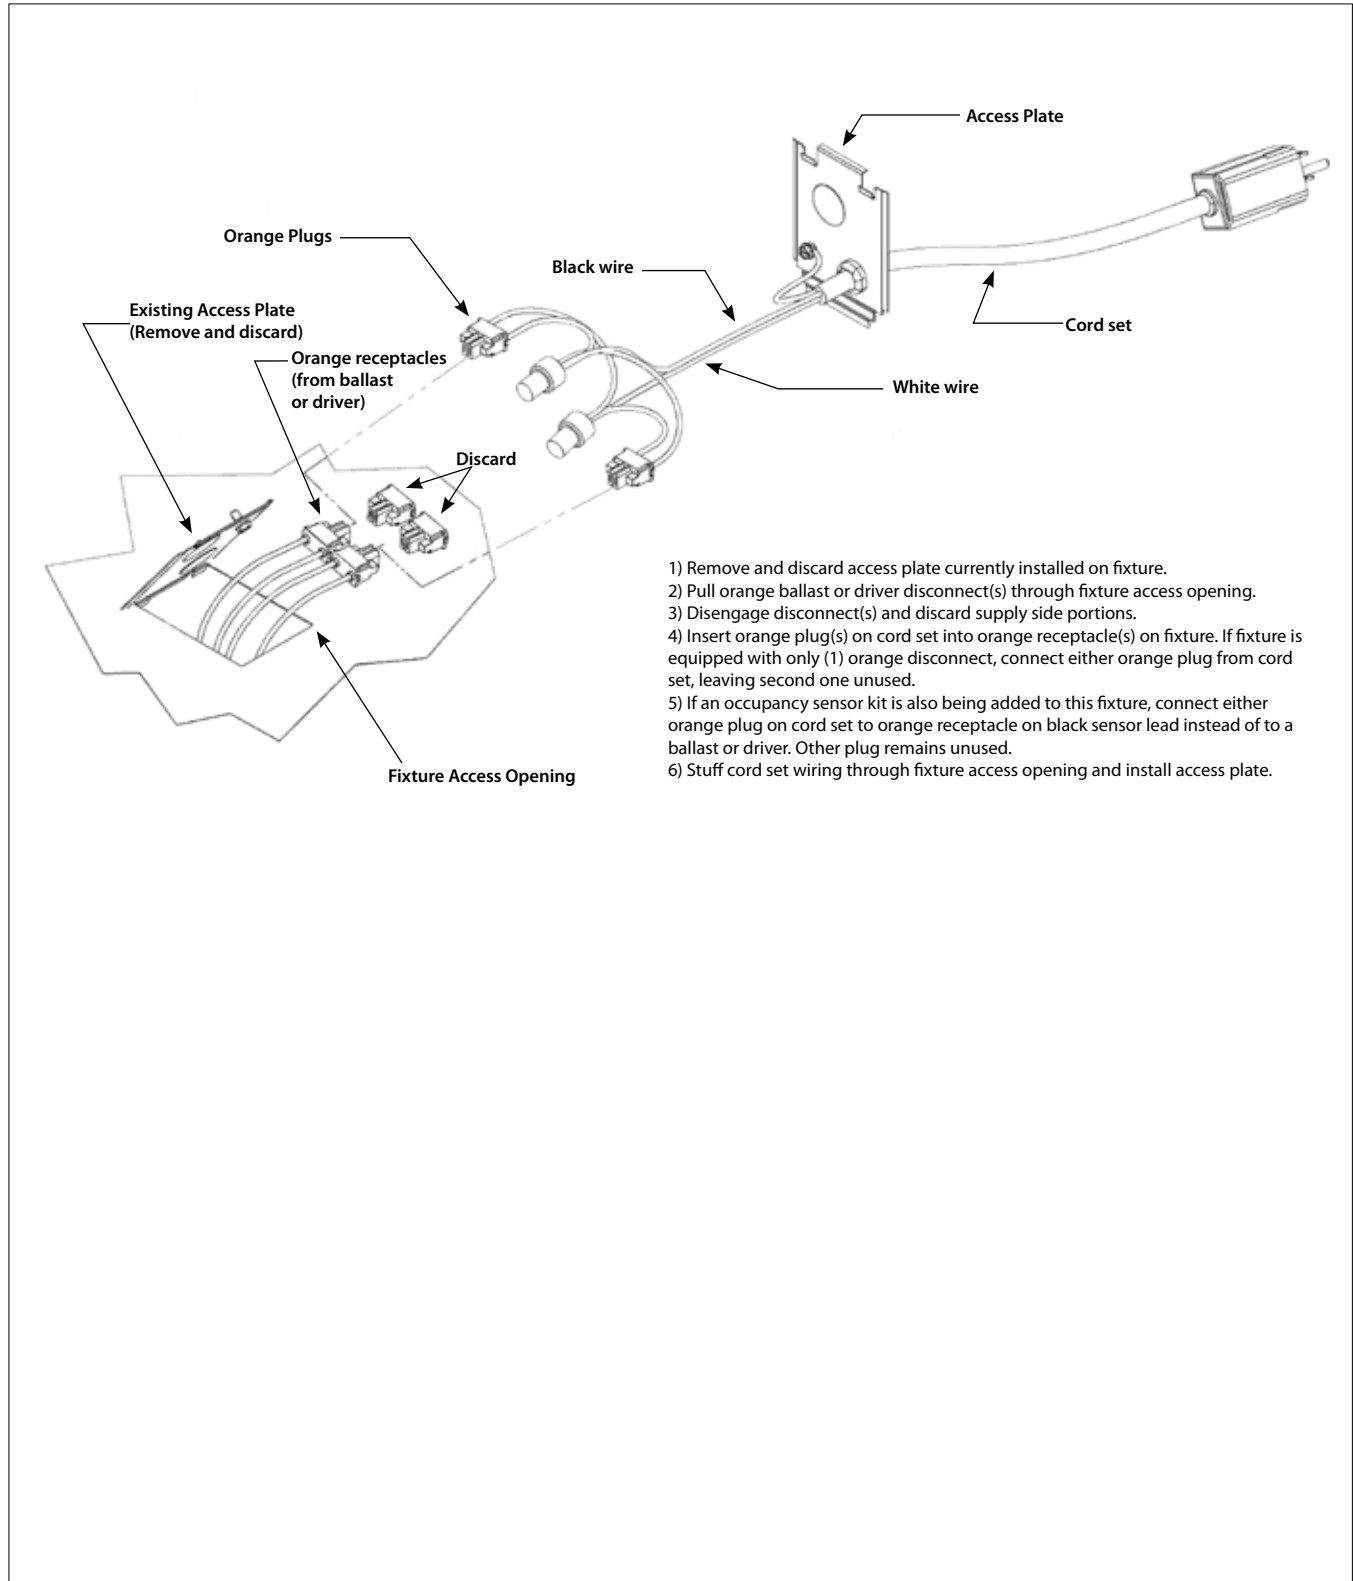 Access Plate
Orange Plugs
Black wire
Existing Access Plate
(Remove and discard)
Cord set
Orange receptacles
(from ballast
or driver)
White wire
Discard
1) Remove and discard access plate currently installed on fixture.
2) Pull orange ballast or driver disconnect(s) through fixture access opening.
3) Disengage disconnect(s) and discard supply side portions.
4) Insert orange plug(s) on cord set into orange receptacle(s) on fixture. If fixture is
equipped with only (1) orange disconnect, connect either orange plug from cord
set, leaving second one unused.
5) If an occupancy sensor kit is also being added to this fixture, connect either
orange plug on cord set to orange receptacle on black sensor lead instead of to a
ballast or driver. Other plug remains unused.
6) Stuff cord set wiring through fixture access opening and install access plate.
Fixture Access Opening